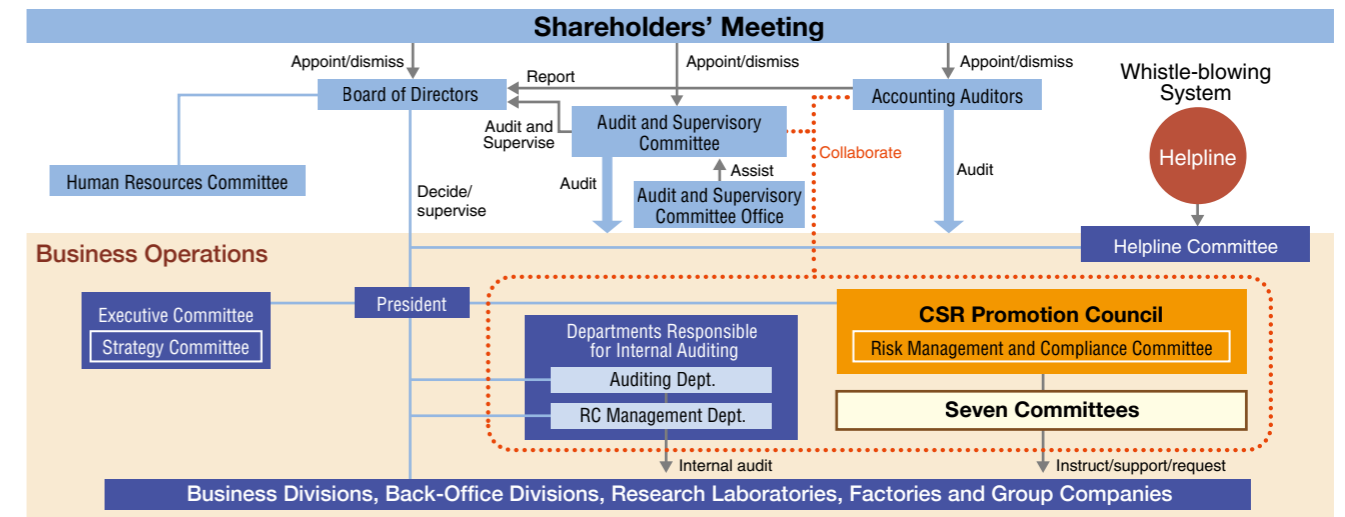 Shareholders’ Meeting
Appoint/dismiss
Appoint/dismiss
Appoint/dismiss
Report
Board of Directors
Accounting Auditors
Whistle-blowing
System
Audit and
Supervise
Audit and Supervisory
Committee
Collaborate
Helpline
Human Resources Committee
Decide/
supervise
Audit
Assist
Audit and Supervisory
Committee Office
Audit
Helpline Committee
Business Operations
President
Executive Committee
Strategy Committee
Departments Responsible
for Internal Auditing
Auditing Dept.
RC Management Dept.
CSR Promotion Council
Risk Management and Compliance Committee
Seven Committees
Internal audit
Instruct/support/request
Business Divisions, Back-Office Divisions, Research Laboratories, Factories and Group Companies